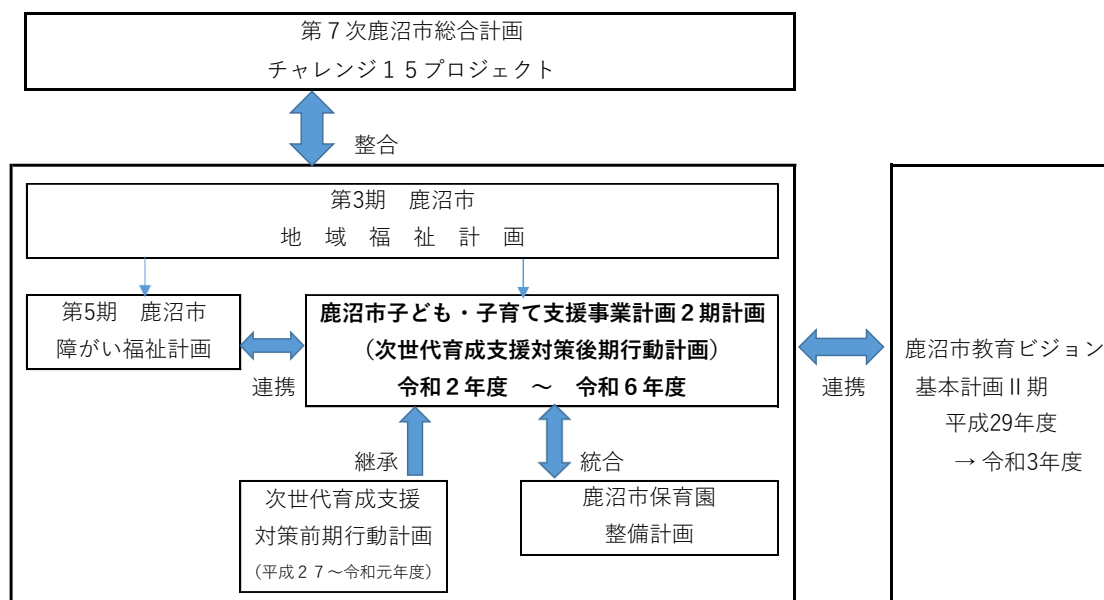 第７次鹿沼市総合計画
チャレンジ１５プロジェクト
整合
第3期　鹿沼市
地　域　福　祉　計　画
第5期　鹿沼市
障がい福祉計画
連携
鹿沼市子ども・子育て支援事業計画２期計画
（次世代育成支援対策後期行動計画）
令和２年度　～　令和６年度
連携
鹿沼市教育ビジョン
基本計画Ⅱ期
平成29年度
→ 令和3年度
継承
統合
次世代育成支援
対策前期行動計画
（平成２７～令和元年度）
鹿沼市保育園
整備計画